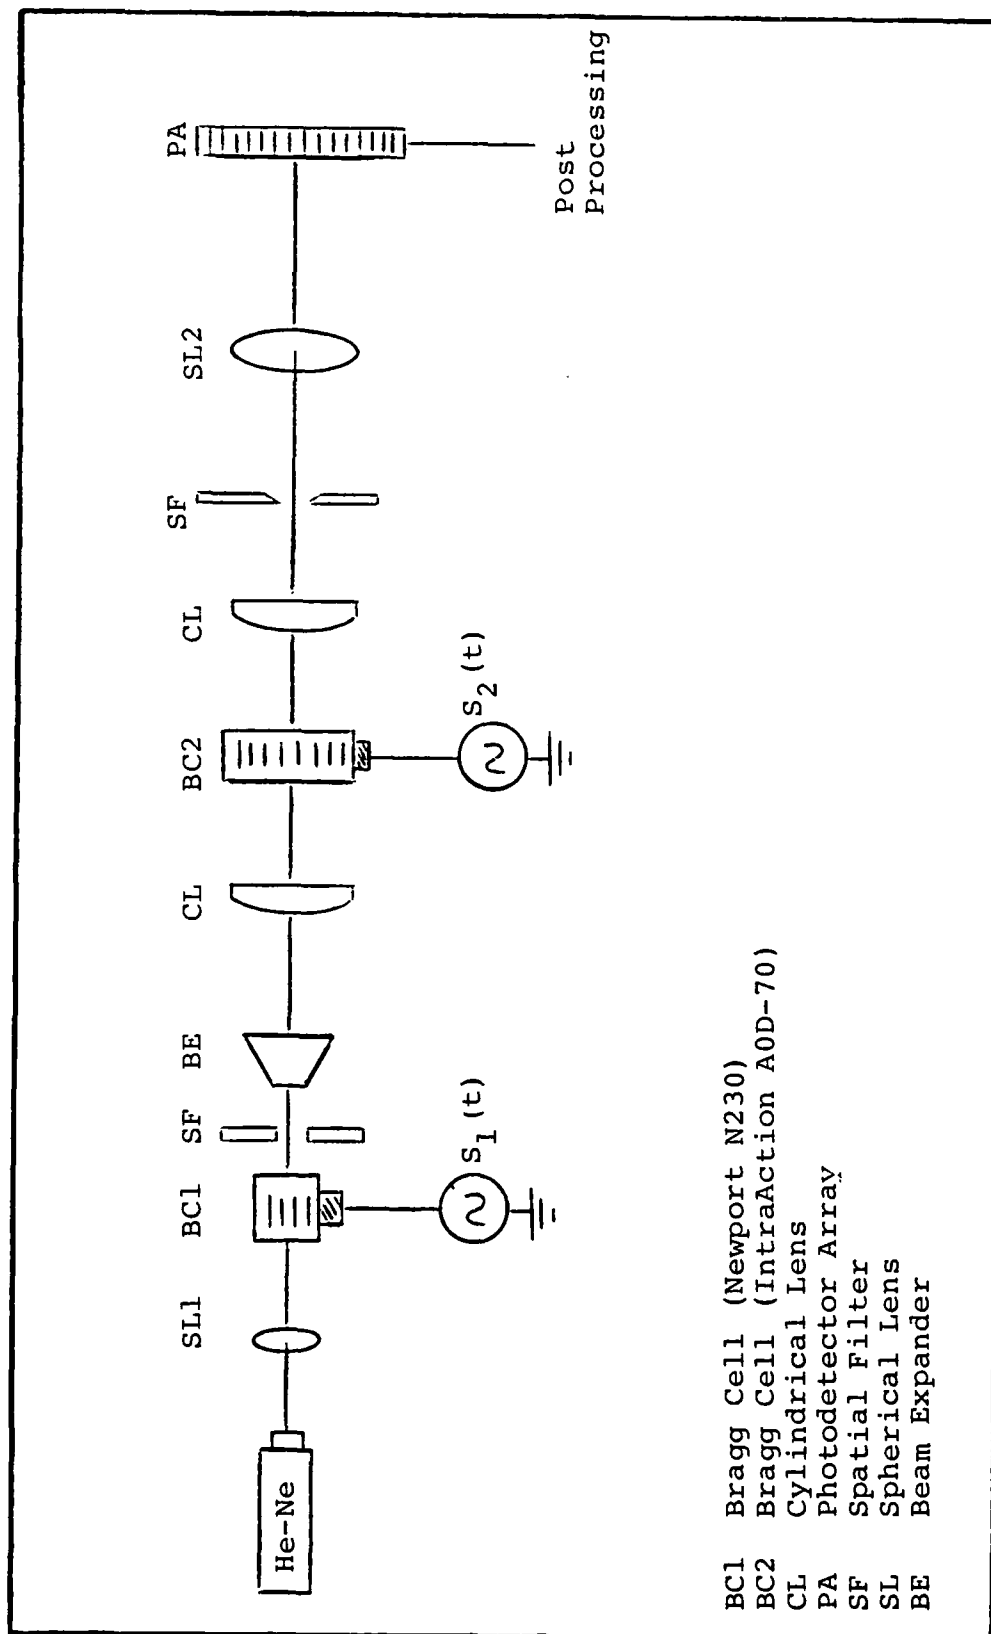 He-Ne
SL1
BC1
S1(t)
SF
BE
CL
BC2
S2(t)
CL
SF
SL2
PA
Post
Processing
BC1 Bragg Cell (Newport N230)
BC2 Bragg Cell (IntraAction AOD-70)
CL Cylindrical Lens
PA Photodetector Array
SF Spatial Filter
SL Spherical Lens
BE Beam Expander